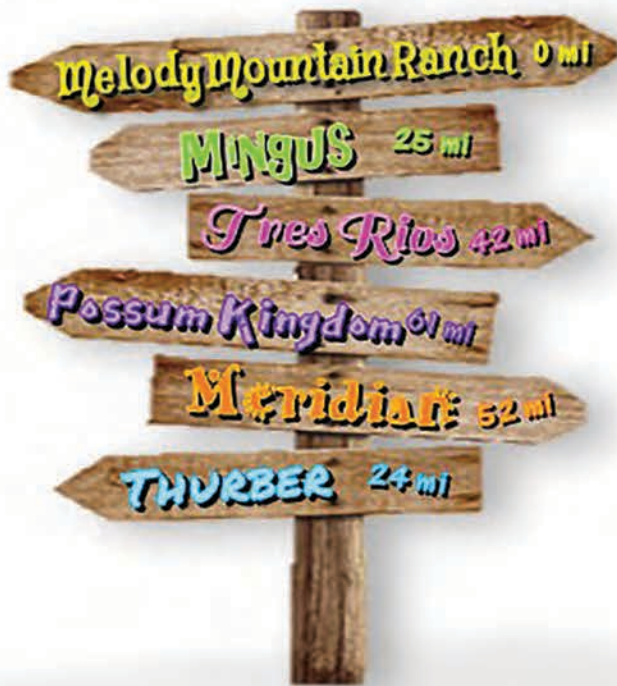 Melody Mountain Ranch 0 mi
MINGUS 25 mi
Tres Rios 42 mi
Possum Kingdom 61 mi
Meridian 52 mi
THURBER 24 mi